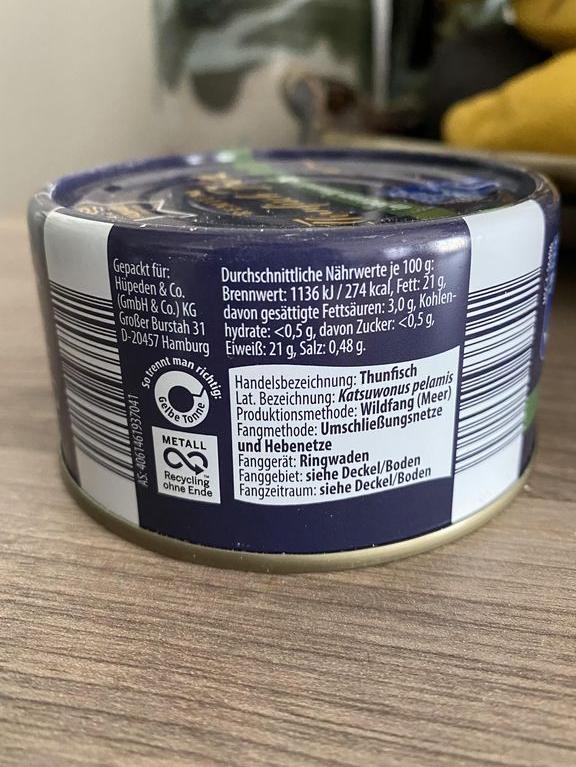 Gepackt für:
Hüpeden & Co.
(GmbH & Co.) KG
Großer Burstah 31
D-20457 Hamburg
Durchschnittliche Nährwerte je 100 g:
Brennwert: 1136 kJ / 274 kcal, Fett: 21 g,
davon gesättigte Fettsäuren: 3,0 g, Kohlen-
hydrate: <0,5 g, davon Zucker: <0,5 g,
Eiweiß: 21 g, Salz: 0,48 g.
So trennt man richtig:
Gelbe Tonne
METALL
Recycling
ohne Ende
AS: 4061461937041
Handelsbezeichnung: Thunfisch
Lat. Bezeichnung: Katsuwonus pelamis
Produktionsmethode: Wildfang (Meer)
Fangmethode: Umschließungsnetze
und Hebenetze
Fanggerät: Ringwaden
Fanggebiet: siehe Deckel/Boden
Fangzeitraum: siehe Deckel/Boden